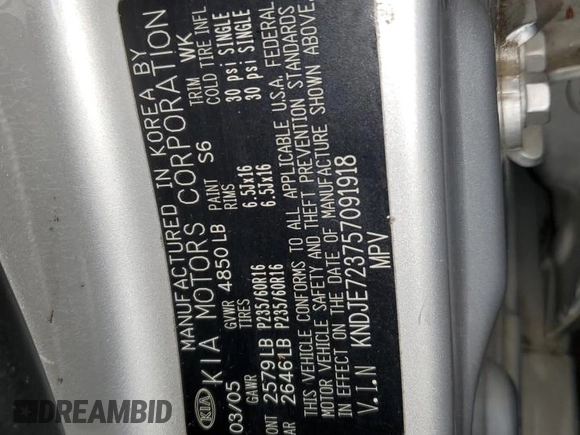 MANUFACTURED IN KOREA BY
KIA KIA MOTORS CORPORATION
03/05 GVWR 4850LB PAINT S6 TRIM WK
GAWR TIRES RIMS COLD TIRE INFL
ONT 2579LB P235/60R16 6.5Jx16 30 psi SINGLE
AR 2646LB P235/60R16 6.5Jx16 30 psi SINGLE
THIS VEHICLE CONFORMS TO ALL APPLICABLE U.S.A. FEDERAL
MOTOR VEHICLE SAFETY AND THEFT PREVENTION STANDARDS
IN EFFECT ON THE DATE OF MANUFACTURE SHOWN ABOVE.
V.I.N KNDJE723757091918
MPV
DREAMBID